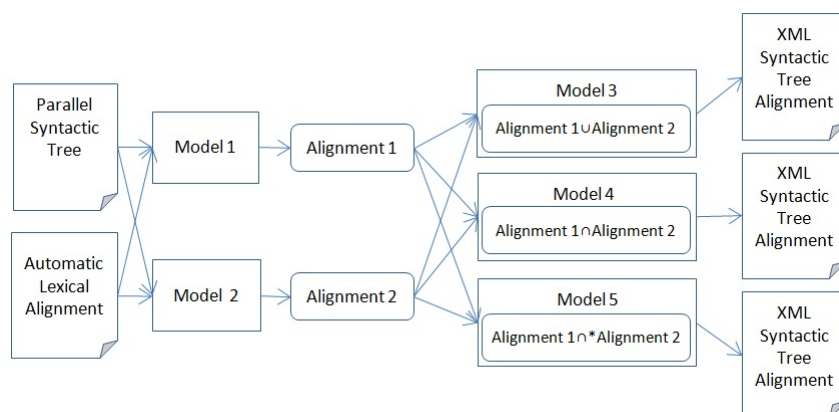 Parallel
Syntactic
Tree
Automatic
Lexical
Alignment
Model 1
Model 2
Alignment 1
Alignment 2
Model 3
Alignment 1∪Alignment 2
Model 4
Alignment 1∩Alignment 2
Model 5
Alignment 1∩*Alignment 2
XML
Syntactic
Tree
Alignment
XML
Syntactic
Tree
Alignment
XML
Syntactic
Tree
Alignment